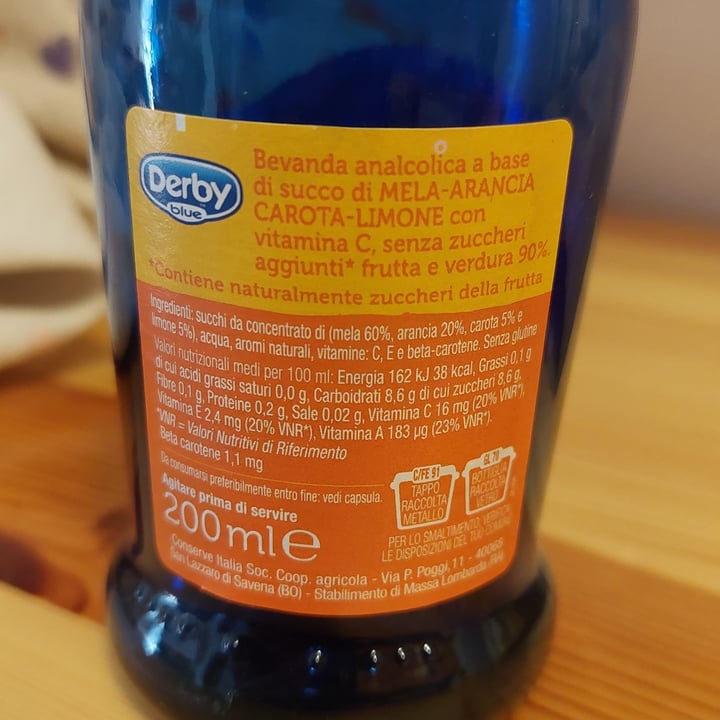 Derby
blue
Bevanda analcolica a base
di succo di MELA-ARANCIA
CAROTA-LIMONE con
vitamina C, senza zuccheri
aggiunti* frutta e verdura 90%.
*Contiene naturalmente zuccheri della frutta
Ingredienti: succhi da concentrato di (mela 60%, arancia 20%, carota 5% e
limone 5%), acqua, aromi naturali, vitamine: C, E e beta-carotene. Senza glutine
Valori nutrizionali medi per 100 ml: Energia 162 kJ 38 kcal, Grassi 0,1 g
di cui acidi grassi saturi 0,0 g, Carboidrati 8,6 g di cui zuccheri 8,6 g,
Fibre 0,1 g, Proteine 0,2 g, Sale 0,02 g, Vitamina C 16 mg (20% VNR*),
Vitamina E 2,4 mg (20% VNR*), Vitamina A 183 µg (23% VNR*).
*VNR = Valori Nutritivi di Riferimento
Beta carotene 1,1 mg
Da consumarsi preferibilmente entro fine: vedi capsula.
Agitare prima di servire
200 ml e
C/FE 91
TAPPO
RACCOLTA
METALLO
GL 70
BOTTIGLIA
RACCOLTA
VETRO
PER LO SMALTIMENTO, VERIFICA
LE DISPOSIZIONI DEL TUO COMUNE
Conserve Italia Soc. Coop. agricola - Via P. Poggi, 11 - 40068
San Lazzaro di Savena (BO) - Stabilimento di Massa Lombarda (RA)